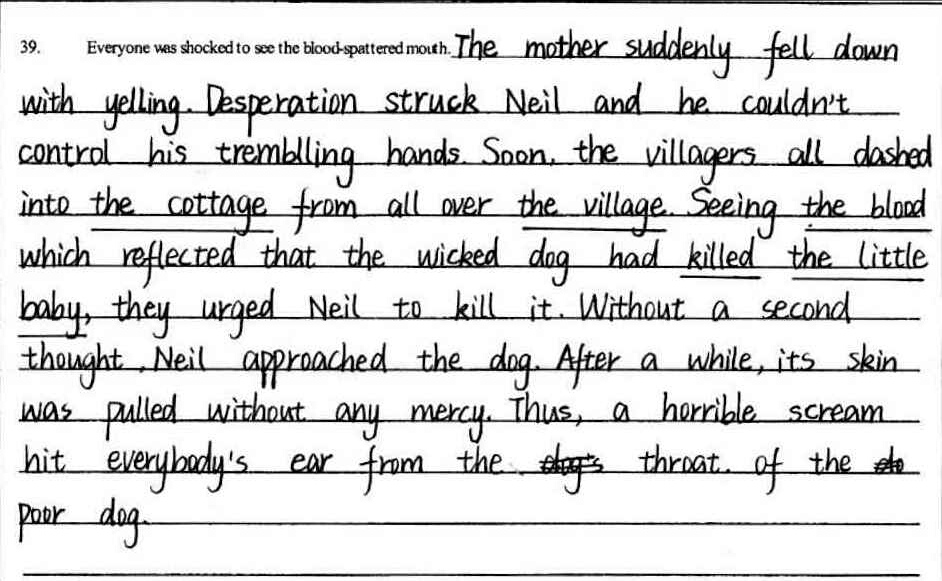 39. Everyone was shocked to see the blood-spattered mouth. The mother suddenly fell down
with yelling. Desperation struck Neil and he couldn't
control his tremblling hands. Soon, the villagers all dashed
into the cottage from all over the village. Seeing the blood
which reflected that the wicked dog had killed the little
baby, they urged Neil to kill it. Without a second
thought, Neil approached the dog. After a while, its skin
was pulled without any mercy. Thus, a horrible scream
hit everybody's ear from the dog's throat. of the do
poor dog.